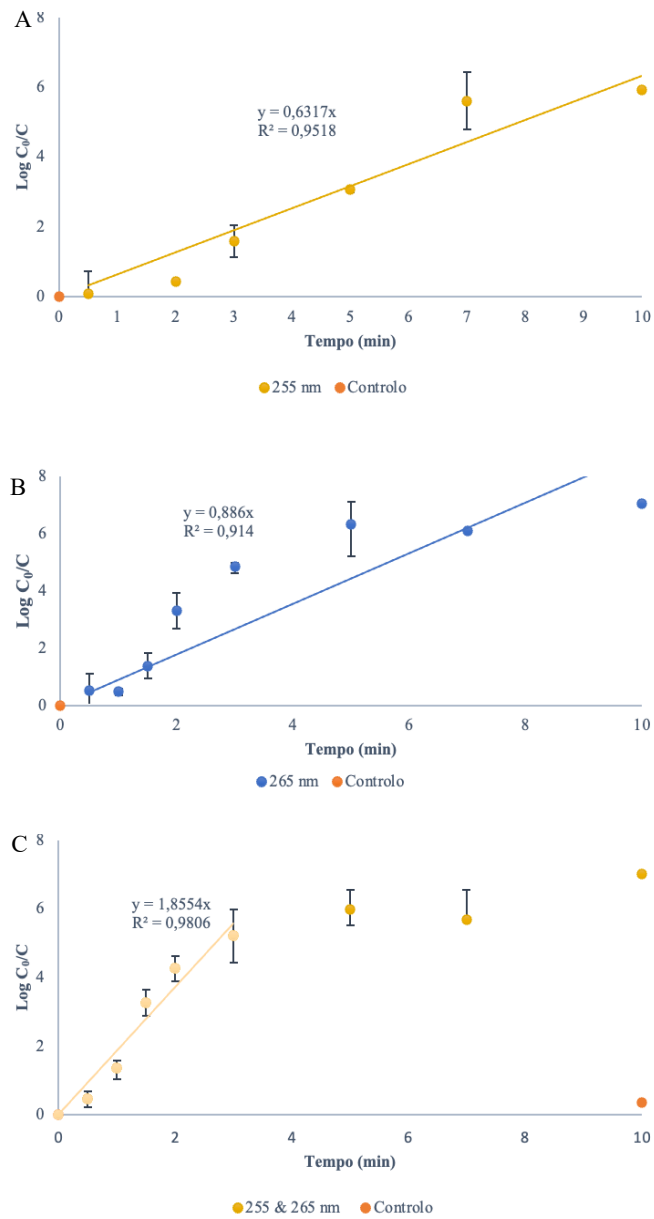 A
8
6
4
2
0
Log C₀/C
y = 0,6317x
R² = 0,9518
0 1 2 3 4 5 6 7 8 9 10
Tempo (min)
255 nm Controlo
B
8
6
4
2
0
Log C₀/C
y = 0,886x
R² = 0,914
0 2 4 6 8 10
Tempo (min)
265 nm Controlo
C
8
6
4
2
0
Log C₀/C
y = 1,8554x
R² = 0,9806
0 2 4 6 8 10
Tempo (min)
255 & 265 nm Controlo